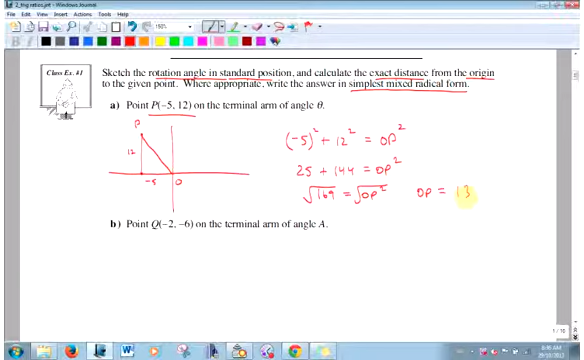 2_trig ratios.jnt - Windows Journal
File Edit View Insert Actions Tools Help
150%
B
Class Ex. #1
Sketch the rotation angle in standard position, and calculate the exact distance from the origin
to the given point. Where appropriate, write the answer in simplest mixed radical form.
a) Point P(-5, 12) on the terminal arm of angle θ.
P
12
-5 O
(-5)² + 12² = OP²
25 + 144 = OP²
√169 = √OP² OP = 13
b) Point Q(-2, -6) on the terminal arm of angle A.
1 / 10
8:36 AM